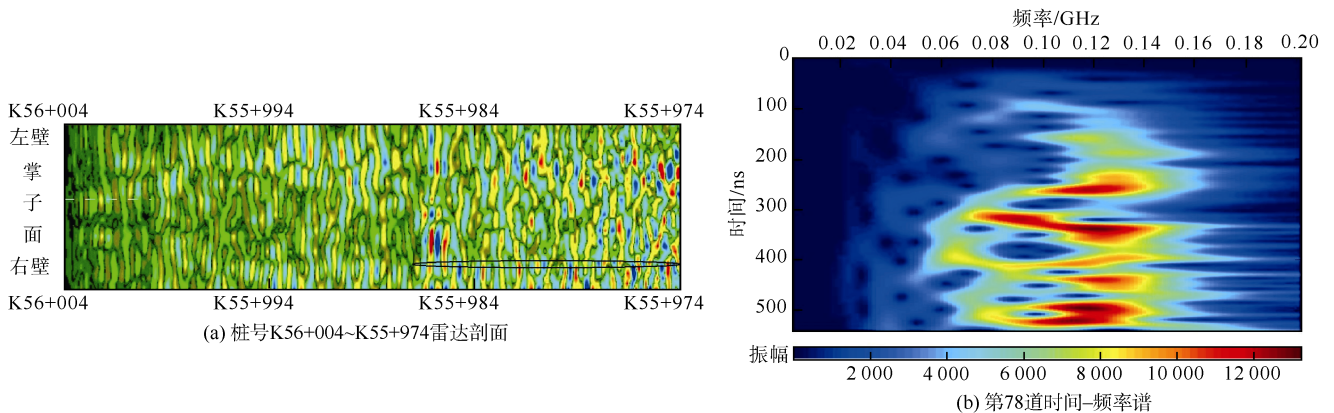 K56+004 K55+994 K55+984 K55+974
左壁
掌
子
面
右壁
K56+004 K55+994 K55+984 K55+974
(a) 桩号K56+004~K55+974雷达剖面
频率/GHz
0 0.02 0.04 0.06 0.08 0.10 0.12 0.14 0.16 0.18 0.20
100
200
300
400
500
时间/ns
振幅
2 000 4 000 6 000 8 000 10 000 12 000
(b) 第78道时间–频率谱